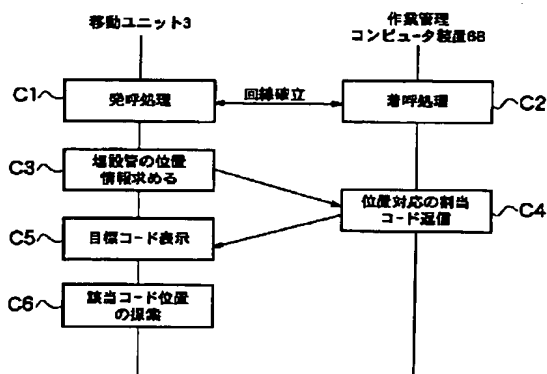 移動ユニット3
作業管理
コンピュータ装置68
C1
発呼処理
回線確立
着呼処理
C2
C3
埋設管の位置
情報求める
位置対応の割当
コード返信
C4
C5
目標コード表示
C6
該当コード位置
の探索